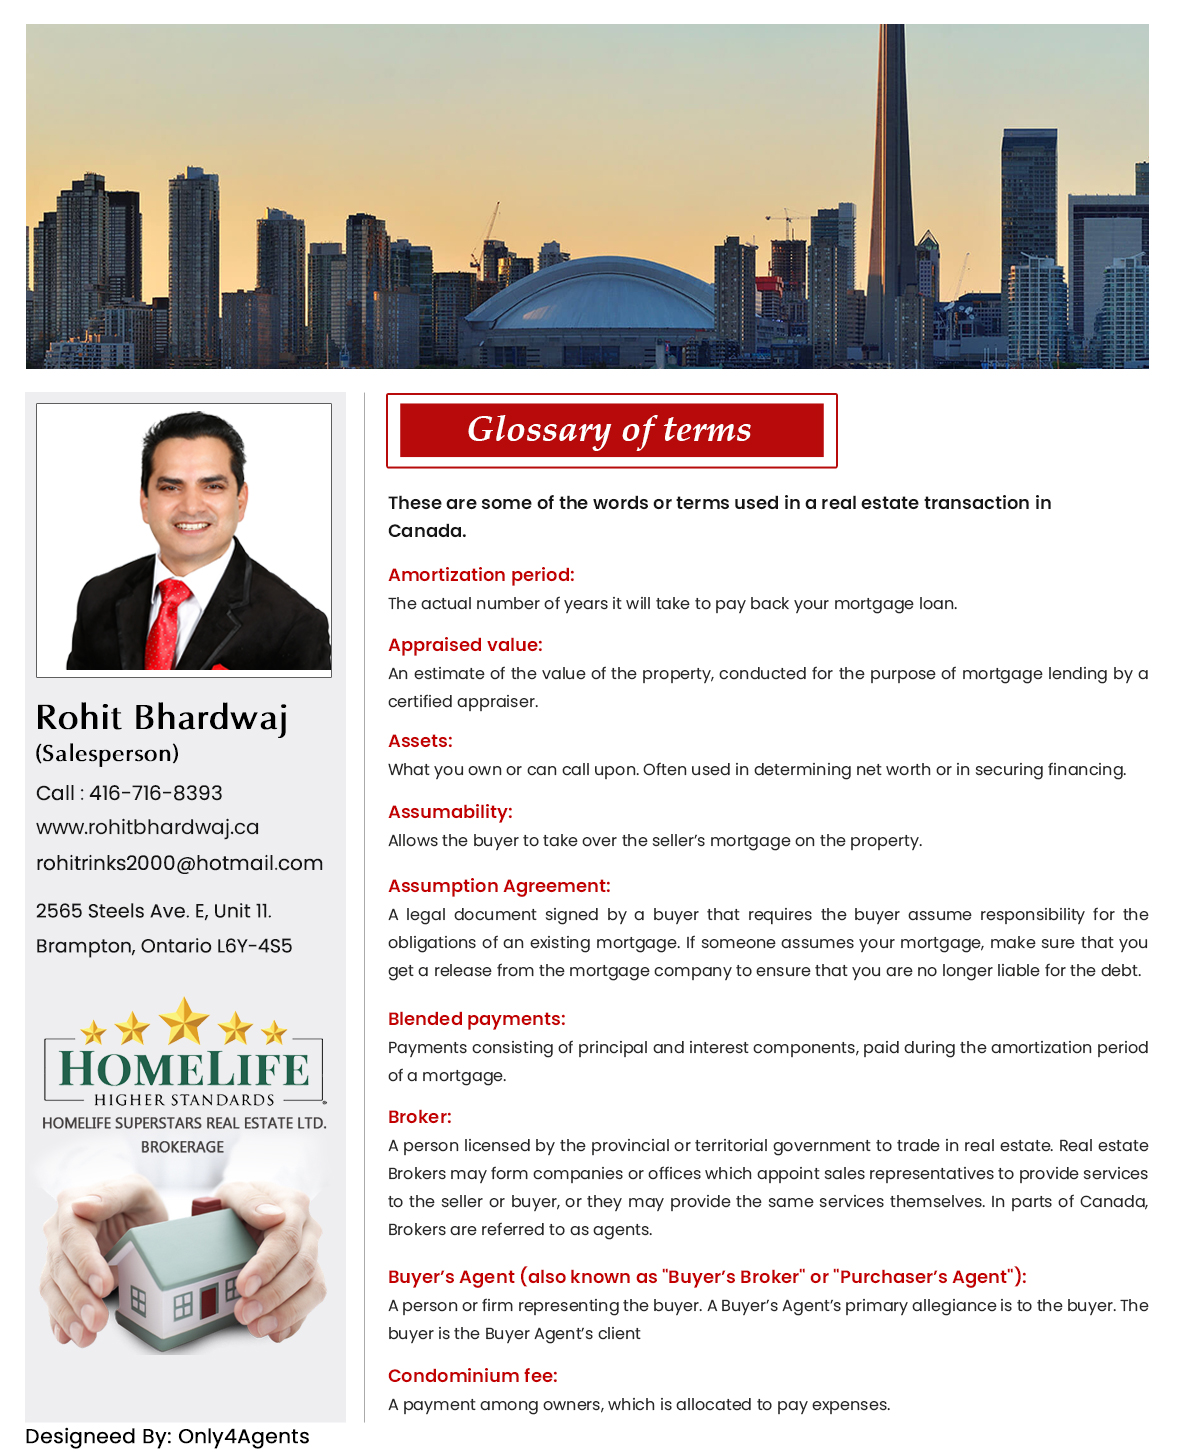 Rohit Bhardwaj
(Salesperson)
Call : 416-716-8393
www.rohitbhardwaj.ca
rohitrinks2000@hotmail.com
2565 Steels Ave. E, Unit 11.
Brampton, Ontario L6Y-4S5
HOMELIFE
HIGHER STANDARDS
HOMELIFE SUPERSTARS REAL ESTATE LTD.
BROKERAGE
Glossary of terms
These are some of the words or terms used in a real estate transaction in
Canada.
Amortization period:
The actual number of years it will take to pay back your mortgage loan.
Appraised value:
An estimate of the value of the property, conducted for the purpose of mortgage lending by a
certified appraiser.
Assets:
What you own or can call upon. Often used in determining net worth or in securing financing.
Assumability:
Allows the buyer to take over the seller’s mortgage on the property.
Assumption Agreement:
A legal document signed by a buyer that requires the buyer assume responsibility for the
obligations of an existing mortgage. If someone assumes your mortgage, make sure that you
get a release from the mortgage company to ensure that you are no longer liable for the debt.
Blended payments:
Payments consisting of principal and interest components, paid during the amortization period
of a mortgage.
Broker:
A person licensed by the provincial or territorial government to trade in real estate. Real estate
Brokers may form companies or offices which appoint sales representatives to provide services
to the seller or buyer, or they may provide the same services themselves. In parts of Canada,
Brokers are referred to as agents.
Buyer’s Agent (also known as "Buyer’s Broker" or "Purchaser’s Agent"):
A person or firm representing the buyer. A Buyer’s Agent’s primary allegiance is to the buyer. The
buyer is the Buyer Agent’s client
Condominium fee:
A payment among owners, which is allocated to pay expenses.
Designeed By: Only4Agents